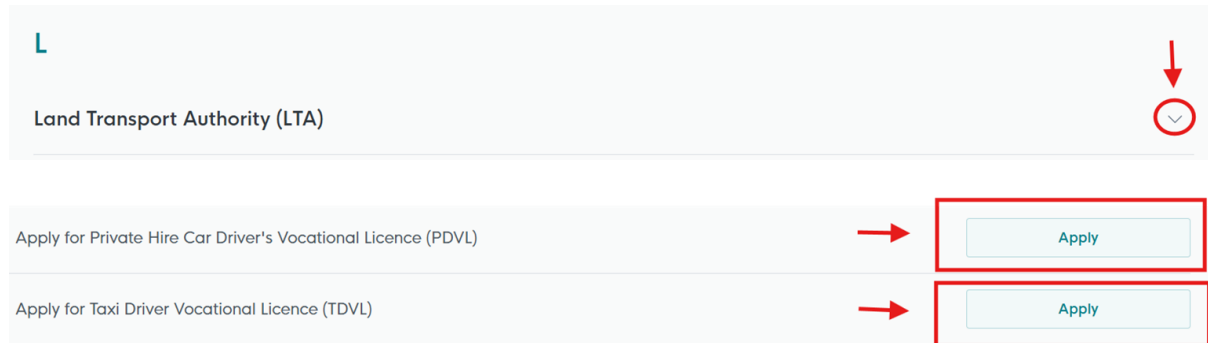 L
Land Transport Authority (LTA)
Apply for Private Hire Car Driver's Vocational Licence (PDVL)
Apply
Apply for Taxi Driver Vocational Licence (TDVL)
Apply